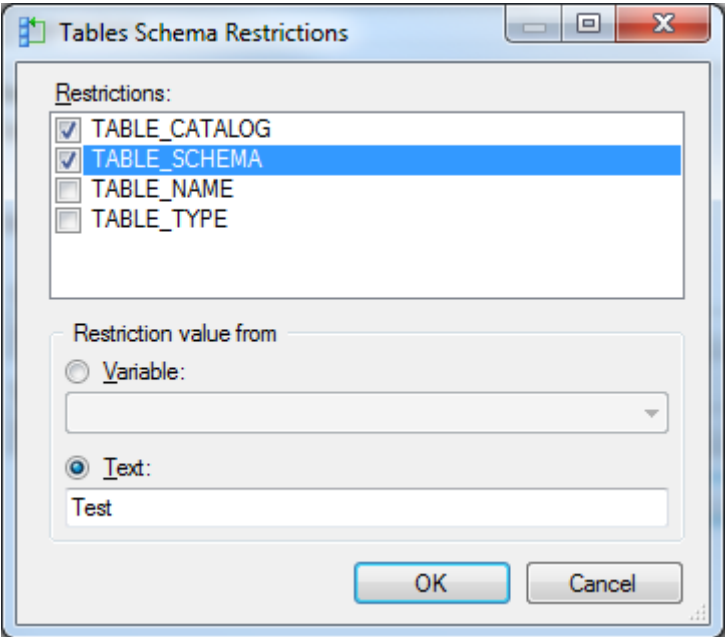 Tables Schema Restrictions
Restrictions:
TABLE_CATALOG
TABLE_SCHEMA
TABLE_NAME
TABLE_TYPE
Restriction value from
Variable:
Text:
Test
OK Cancel